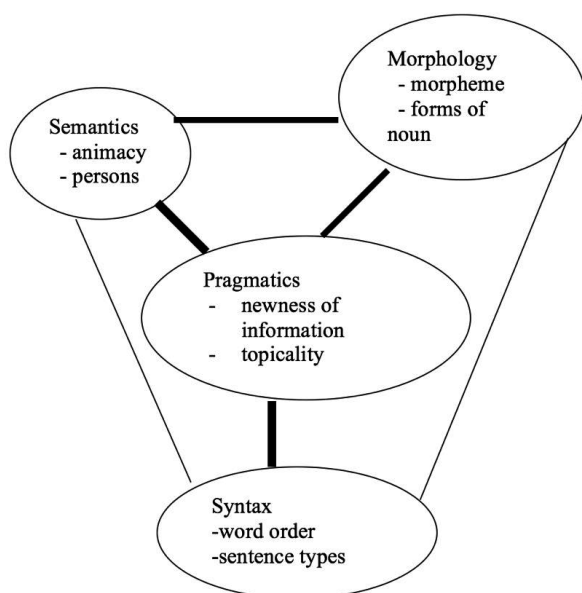 Morphology
- morpheme
- forms of
noun
Semantics
- animacy
- persons
Pragmatics
- newness of
information
- topicality
Syntax
-word order
-sentence types